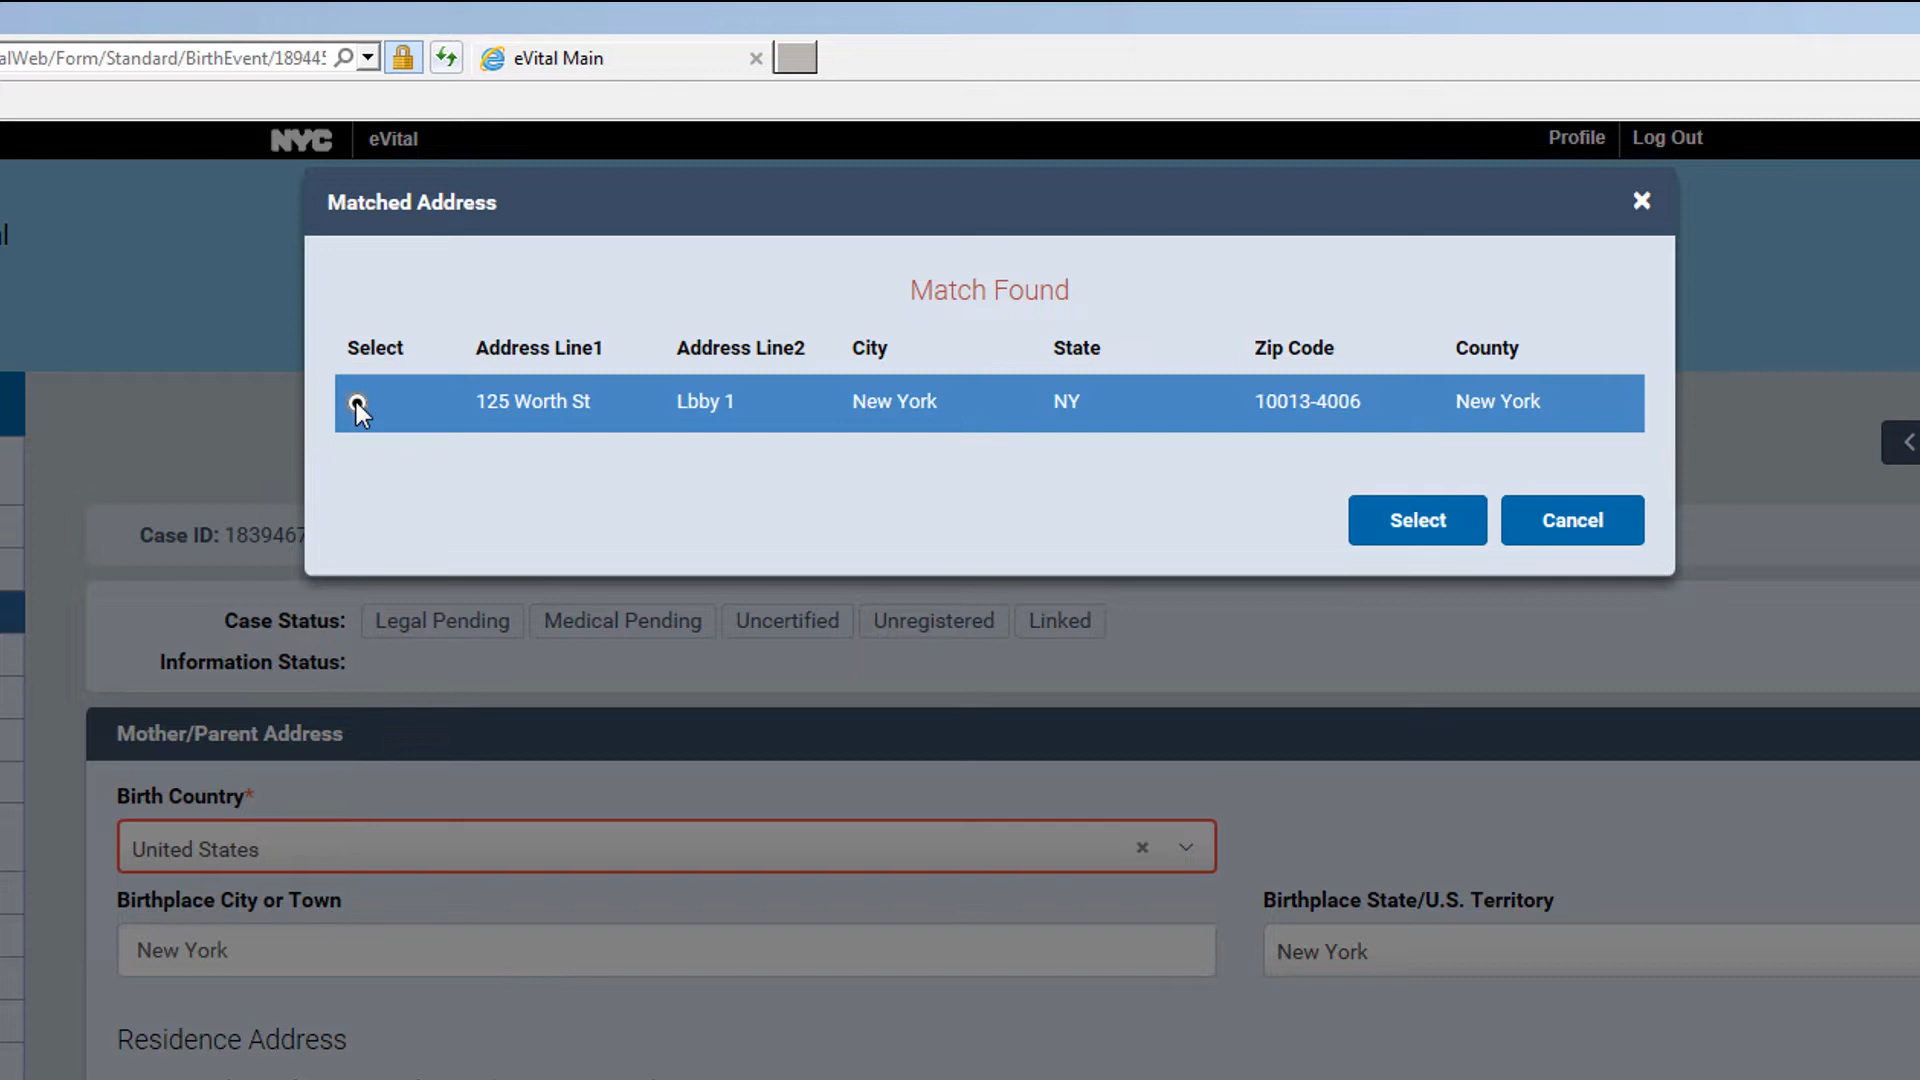 alWeb/Form/Standard/BirthEvent/18944 eVital Main
NYC eVital Profile Log Out
Matched Address
Match Found
Select Address Line1 Address Line2 City State Zip Code County
125 Worth St Lbby 1 New York NY 10013-4006 New York
Select Cancel
Case ID: 1839467
Case Status: Legal Pending Medical Pending Uncertified Unregistered Linked
Information Status:
Mother/Parent Address
Birth Country*
United States
Birthplace City or Town Birthplace State/U.S. Territory
New York New York
Residence Address